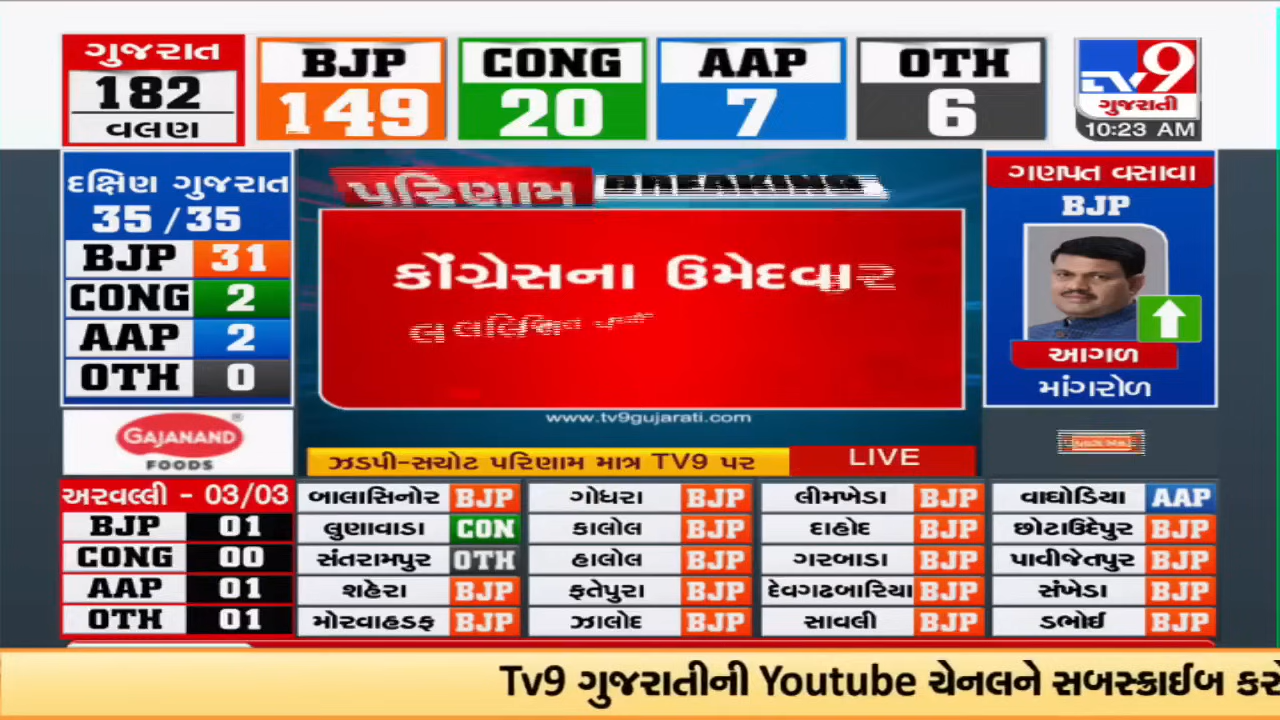 ગુજરાત
182
વલણ
BJP
149
CONG
20
AAP
7
OTH
6
TV9
ગુજરાતી
10:23 AM
દક્ષિણ ગુજરાત
35/35
BJP 31
CONG 2
AAP 2
OTH 0
GAJANAND
FOODS
પરિણામ BREAKING
કોંગ્રેસના ઉમેદવાર
www.tv9gujarati.com
ઝડપી-સચોટ પરિણામ માત્ર TV9 પર LIVE
ગણપત વસાવા
BJP
આગળ
માંગરોળ
અરવલ્લી - 03/03
BJP 01
CONG 00
AAP 01
OTH 01
બાલાસિનોર BJP ગોધરા BJP લીમખેડા BJP વાઘોડિયા AAP
લુણાવાડા CON કાલોલ BJP દાહોદ BJP છોટાઉદેપુર BJP
સંતરામપુર OTH હાલોલ BJP ગરબાડા BJP પાવીજેતપુર BJP
શહેરા BJP ફતેપુરા BJP દેવગઢબારિયા BJP સંખેડા BJP
મોરવાહડફ BJP ઝાલોદ BJP સાવલી BJP ડભોઈ BJP
Tv9 ગુજરાતીની Youtube ચેનલને સબસ્ક્રાઈબ કરો